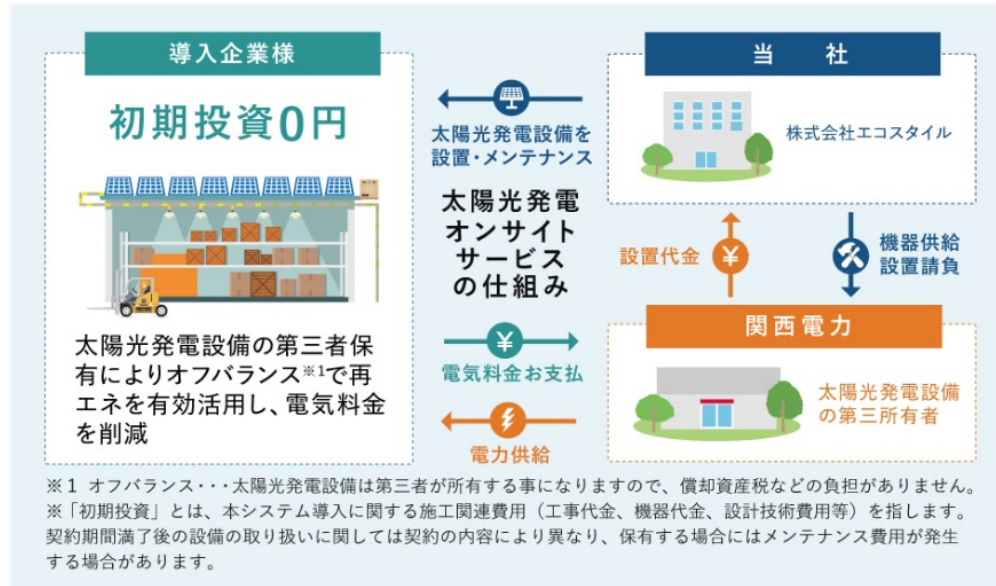 導入企業様
初期投資0円
太陽光発電設備の第三者保
有によりオフバランス※1で再
エネを有効活用し、電気料金
を削減
太陽光発電設備を
設置・メンテナンス
太陽光発電
オンサイト
サービス
の仕組み
¥
電気料金お支払
電力供給
当 社
株式会社エコスタイル
設置代金
¥
機器供給
設置請負
関西電力
太陽光発電設備
の第三所有者
※1 オフバランス・・・太陽光発電設備は第三者が所有する事になりますので、償却資産税などの負担がありません。
※「初期投資」とは、本システム導入に関する施工関連費用（工事代金、機器代金、設計技術費用等）を指します。
契約期間満了後の設備の取り扱いに関しては契約の内容により異なり、保有する場合にはメンテナンス費用が発生
する場合があります。